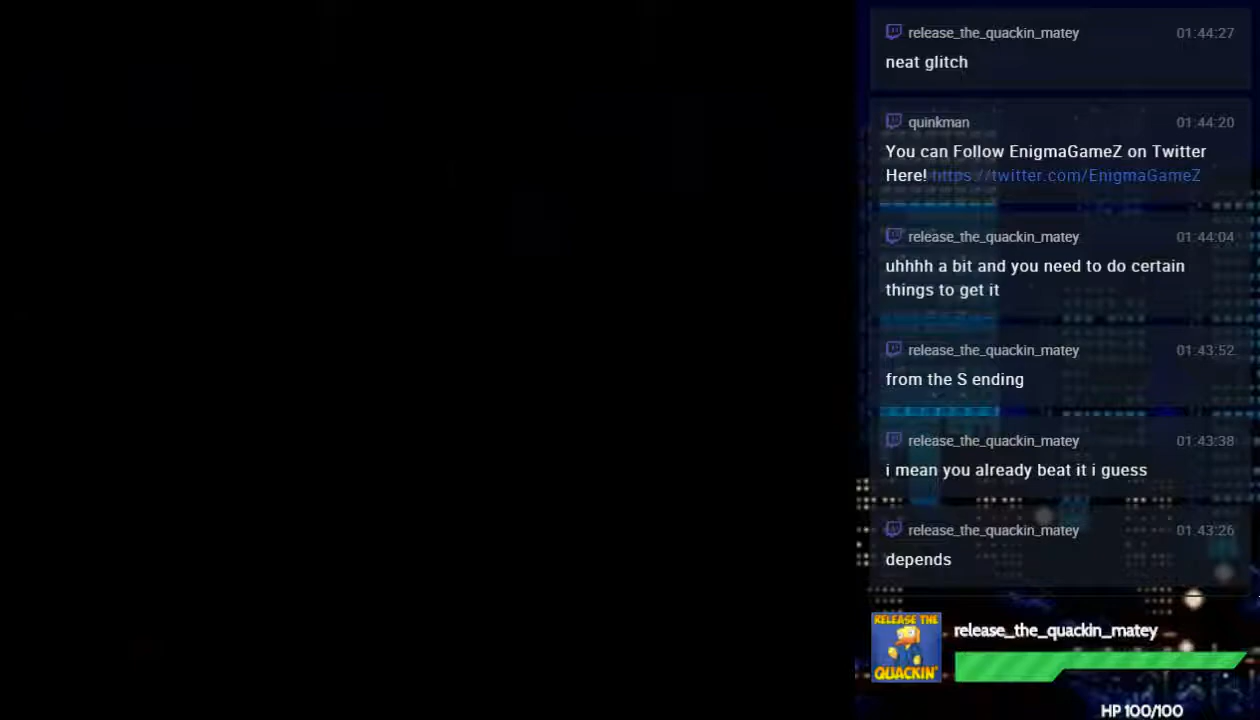 release_the_quackin_matey 01:44:27
neat glitch
quinkman 01:44:20
You can Follow EnigmaGameZ on Twitter
Here! https://twitter.com/EnigmaGameZ
release_the_quackin_matey 01:44:04
uhhhh a bit and you need to do certain
things to get it
release_the_quackin_matey 01:43:52
from the S ending
release_the_quackin_matey 01:43:38
i mean you already beat it i guess
release_the_quackin_matey 01:43:26
depends
RELEASE THE
QUACKIN'
release_the_quackin_matey
HP 100/100